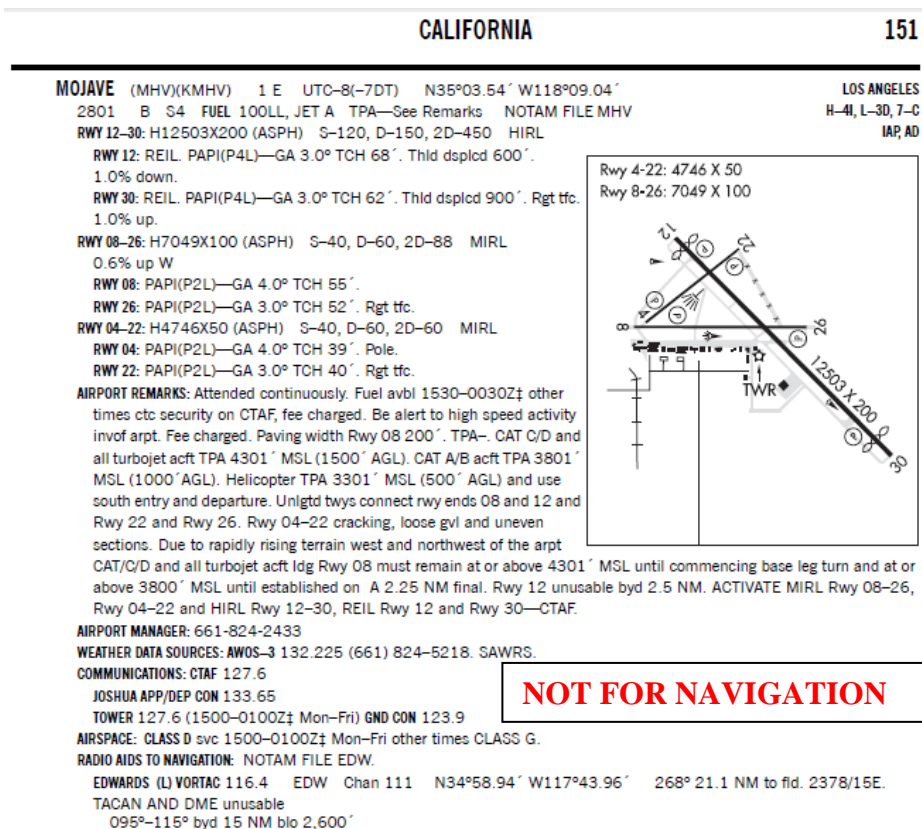 CALIFORNIA 151
MOJAVE (MHV)(KMHV) 1 E UTC–8(–7DT) N35º03.54´ W118º09.04´ LOS ANGELES
2801 B S4 FUEL 100LL, JET A TPA—See Remarks NOTAM FILE MHV H–4I, L–3D, 7–C
RWY 12–30: H12503X200 (ASPH) S–120, D–150, 2D–450 HIRL IAP, AD
RWY 12: REIL. PAPI(P4L)—GA 3.0º TCH 68´. Thld dsplcd 600´.
1.0% down.
RWY 30: REIL. PAPI(P4L)—GA 3.0º TCH 62´. Thld dsplcd 900´. Rgt tfc.
1.0% up.
RWY 08–26: H7049X100 (ASPH) S–40, D–60, 2D–88 MIRL
0.6% up W
RWY 08: PAPI(P2L)—GA 4.0º TCH 55´.
RWY 26: PAPI(P2L)—GA 3.0º TCH 52´. Rgt tfc.
RWY 04–22: H4746X50 (ASPH) S–40, D–60, 2D–60 MIRL
RWY 04: PAPI(P2L)—GA 4.0º TCH 39´. Pole.
RWY 22: PAPI(P2L)—GA 3.0º TCH 40´. Rgt tfc.
AIRPORT REMARKS: Attended continuously. Fuel avbl 1530–0030Z‡ other
times ctc security on CTAF, fee charged. Be alert to high speed activity
invof arpt. Fee charged. Paving width Rwy 08 200´. TPA–. CAT C/D and
all turbojet acft TPA 4301´ MSL (1500´ AGL). CAT A/B acft TPA 3801´
MSL (1000´AGL). Helicopter TPA 3301´ MSL (500´ AGL) and use
south entry and departure. Unlgtd twys connect rwy ends 08 and 12 and
Rwy 22 and Rwy 26. Rwy 04–22 cracking, loose gvl and uneven
sections. Due to rapidly rising terrain west and northwest of the arpt
CAT/C/D and all turbojet acft ldg Rwy 08 must remain at or above 4301´ MSL until commencing base leg turn and at or
above 3800´ MSL until established on A 2.25 NM final. Rwy 12 unusable byd 2.5 NM. ACTIVATE MIRL Rwy 08–26,
Rwy 04–22 and HIRL Rwy 12–30, REIL Rwy 12 and Rwy 30—CTAF.
AIRPORT MANAGER: 661-824-2433
WEATHER DATA SOURCES: AWOS–3 132.225 (661) 824–5218. SAWRS.
COMMUNICATIONS: CTAF 127.6
JOSHUA APP/DEP CON 133.65
TOWER 127.6 (1500–0100Z‡ Mon–Fri) GND CON 123.9
AIRSPACE: CLASS D svc 1500–0100Z‡ Mon–Fri other times CLASS G.
RADIO AIDS TO NAVIGATION: NOTAM FILE EDW.
EDWARDS (L) VORTAC 116.4 EDW Chan 111 N34º58.94´ W117º43.96´ 268º 21.1 NM to fld. 2378/15E.
TACAN AND DME unusable
095º–115º byd 15 NM blo 2,600´
Rwy 4-22: 4746 X 50
Rwy 8-26: 7049 X 100
12
22
P
P
P
4
P
8
26
P
TWR
12503 X 200
P
30
NOT FOR NAVIGATION